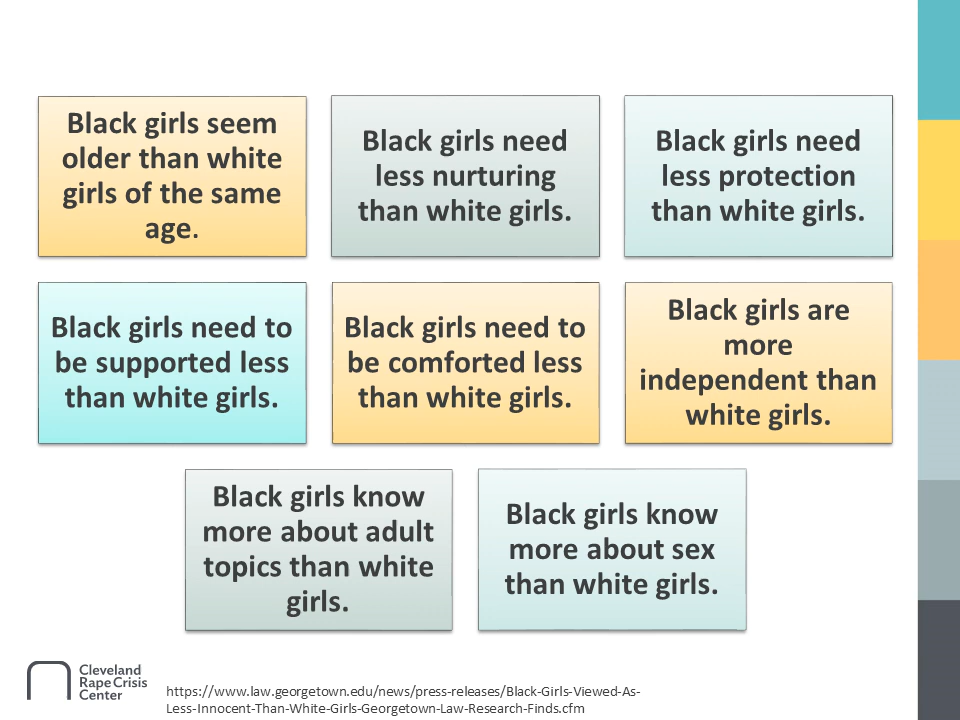 Black girls seem
older than white
girls of the same
age.
Black girls need
less nurturing
than white girls.
Black girls need
less protection
than white girls.
Black girls need to
be supported less
than white girls.
Black girls need to
be comforted less
than white girls.
Black girls are
more
independent than
white girls.
Black girls know
more about adult
topics than white
girls.
Black girls know
more about sex
than white girls.
Cleveland
Rape Crisis
Center
https://www.law.georgetown.edu/news/press-releases/Black-Girls-Viewed-As-
Less-Innocent-Than-White-Girls-Georgetown-Law-Research-Finds.cfm